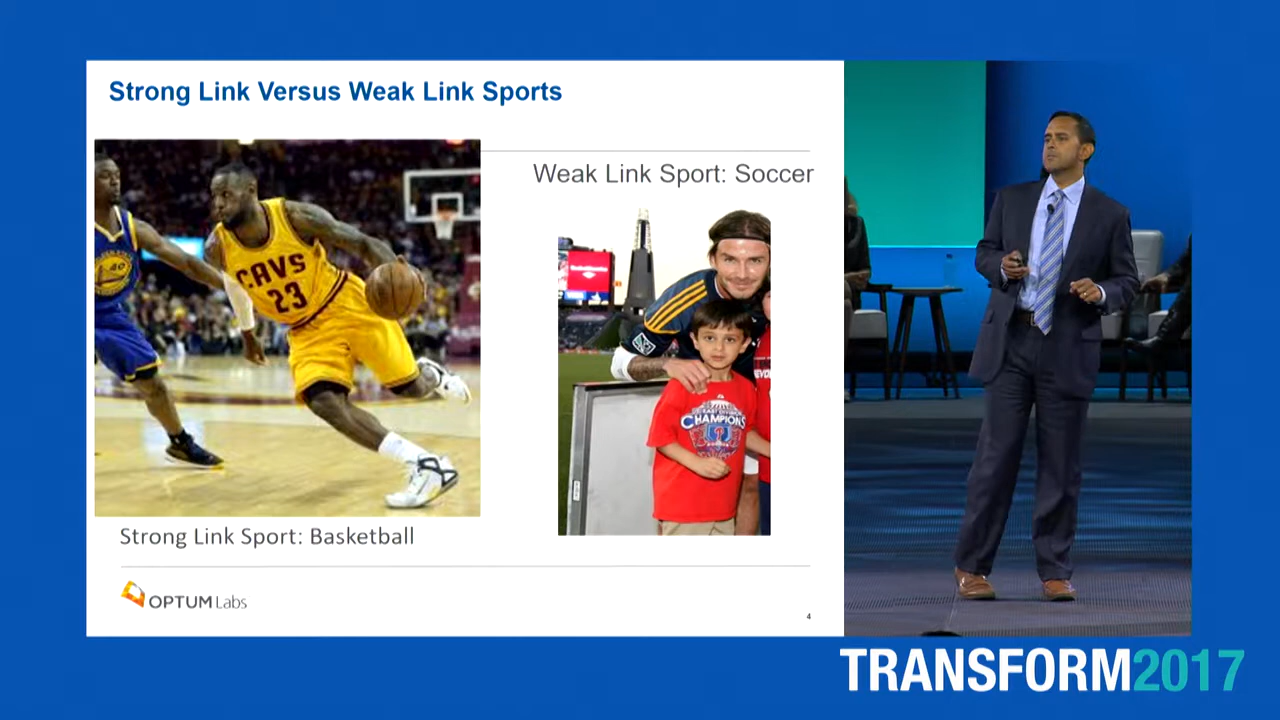 Strong Link Versus Weak Link Sports
Weak Link Sport: Soccer
CAVS
23
40
CHAMPIONS
Strong Link Sport: Basketball
OPTUM Labs
4
TRANSFORM2017